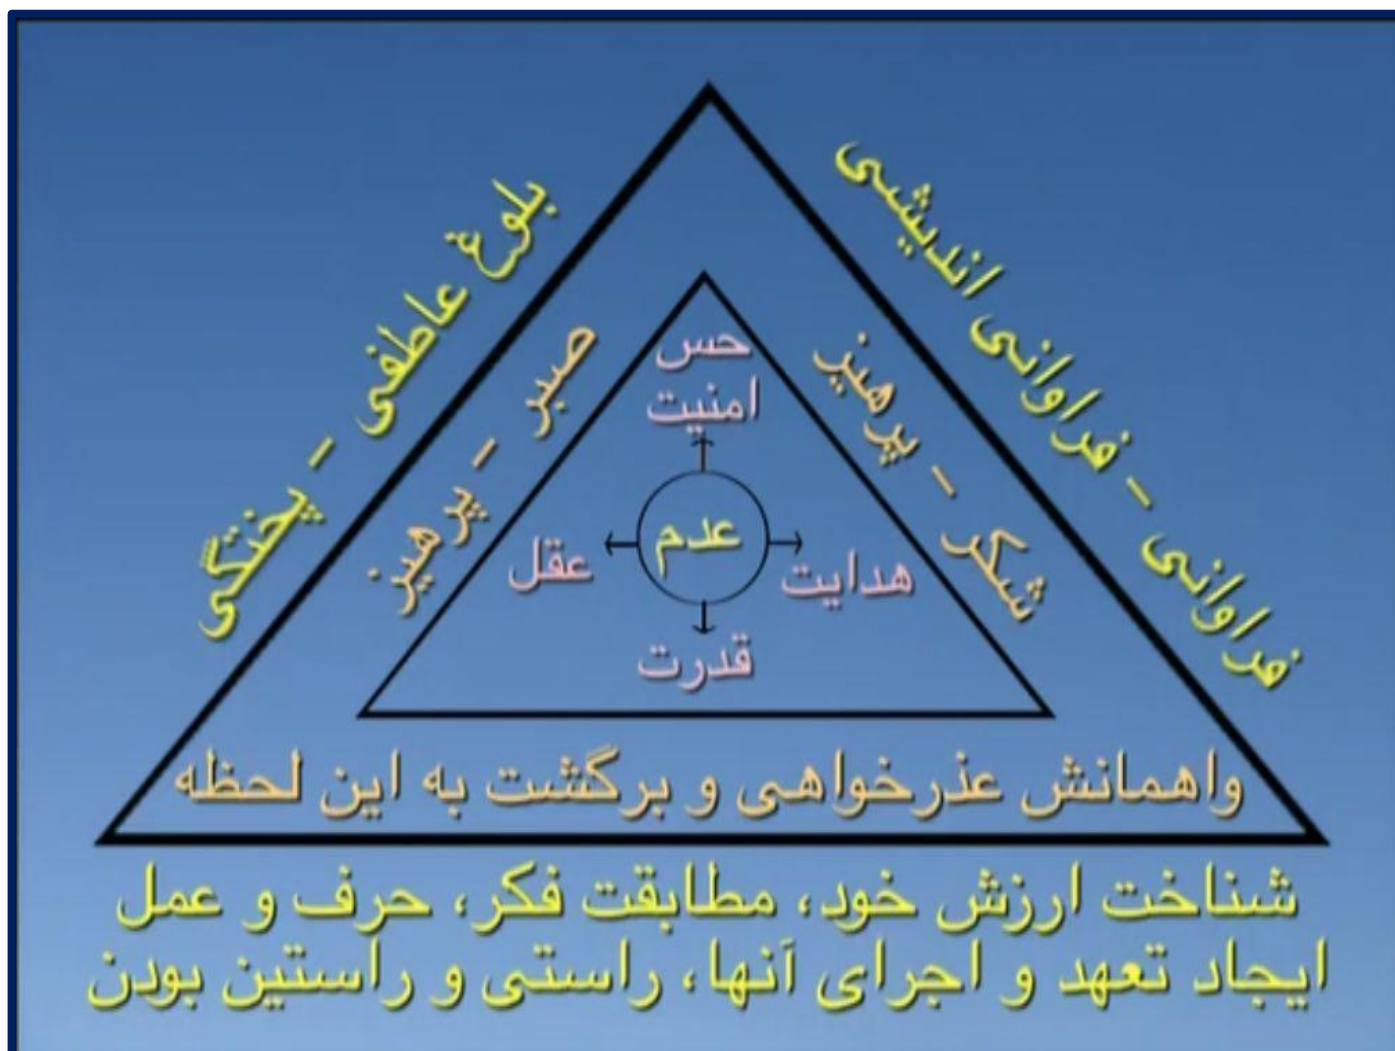 فراوانی - فراوانی اندیشی
بلوغ عاطفی - پختگی
شکر - پرهیز
صبر - پرهیز
حس
امنیت
هدایت
عدم
عقل
قدرت
واهمانش عذرخواهی و برگشت به این لحظه
شناخت ارزش خود، مطابقت فکر، حرف و عمل
ایجاد تعهد و اجرای آنها، راستی و راستین بودن